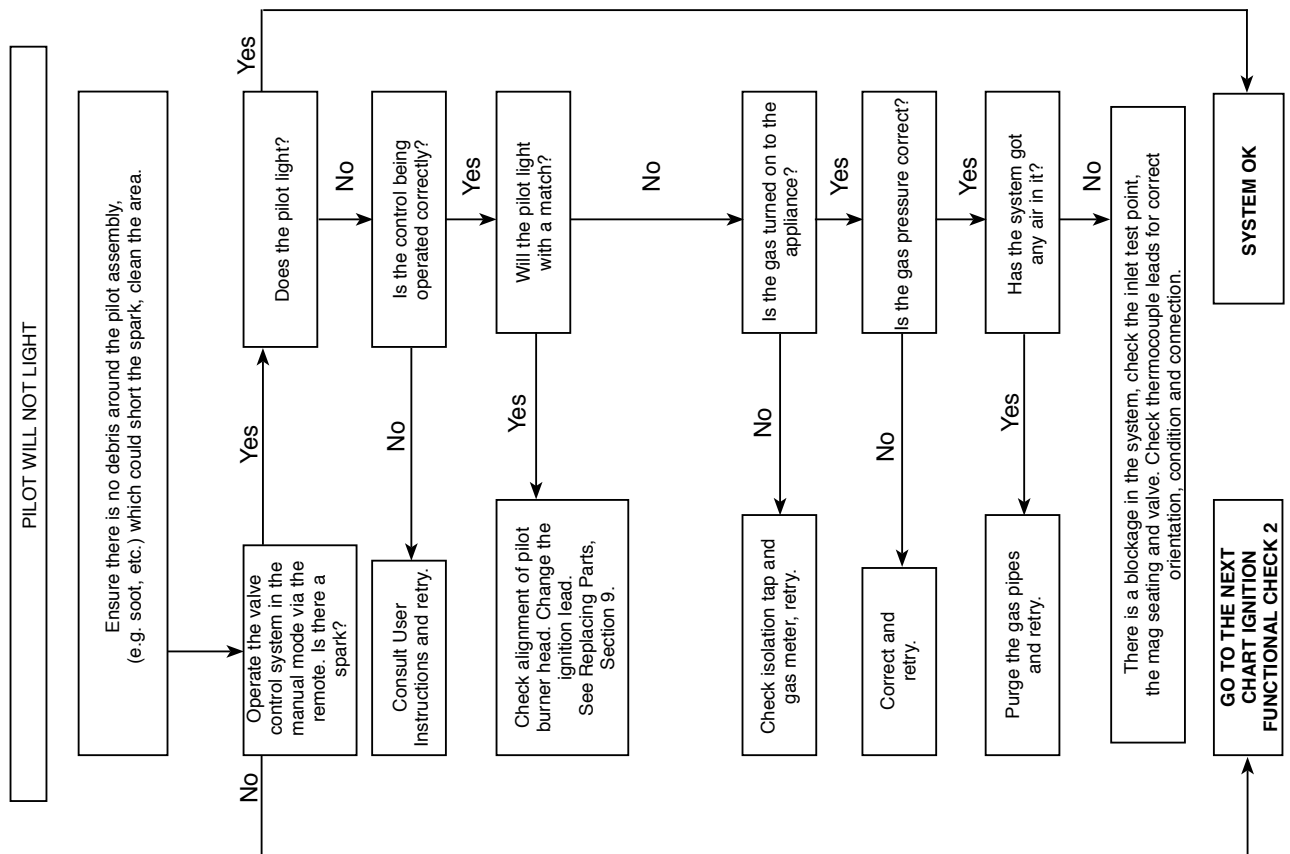 PILOT WILL NOT LIGHT
Ensure there is no debris around the pilot assembly,
(e.g. soot, etc.) which could short the spark, clean the area.
Operate the valve
control system in the
manual mode via the
remote. Is there a
spark?
No
Yes
Does the pilot light?
Yes
No
Is the control being
operated correctly?
No
Consult User
Instructions and retry.
Yes
Will the pilot light
with a match?
Yes
Check alignment of pilot
burner head. Change the
ignition lead.
See Replacing Parts,
Section 9.
No
Is the gas turned on to the
appliance?
No
Check isolation tap and
gas meter, retry.
Yes
Is the gas pressure correct?
No
Correct and
retry.
Yes
Has the system got
any air in it?
Yes
Purge the gas pipes
and retry.
No
There is a blockage in the system, check the inlet test point,
the mag seating and valve. Check thermocouple leads for correct
orientation, condition and connection.
GO TO THE NEXT
CHART IGNITION
FUNCTIONAL CHECK 2
SYSTEM OK